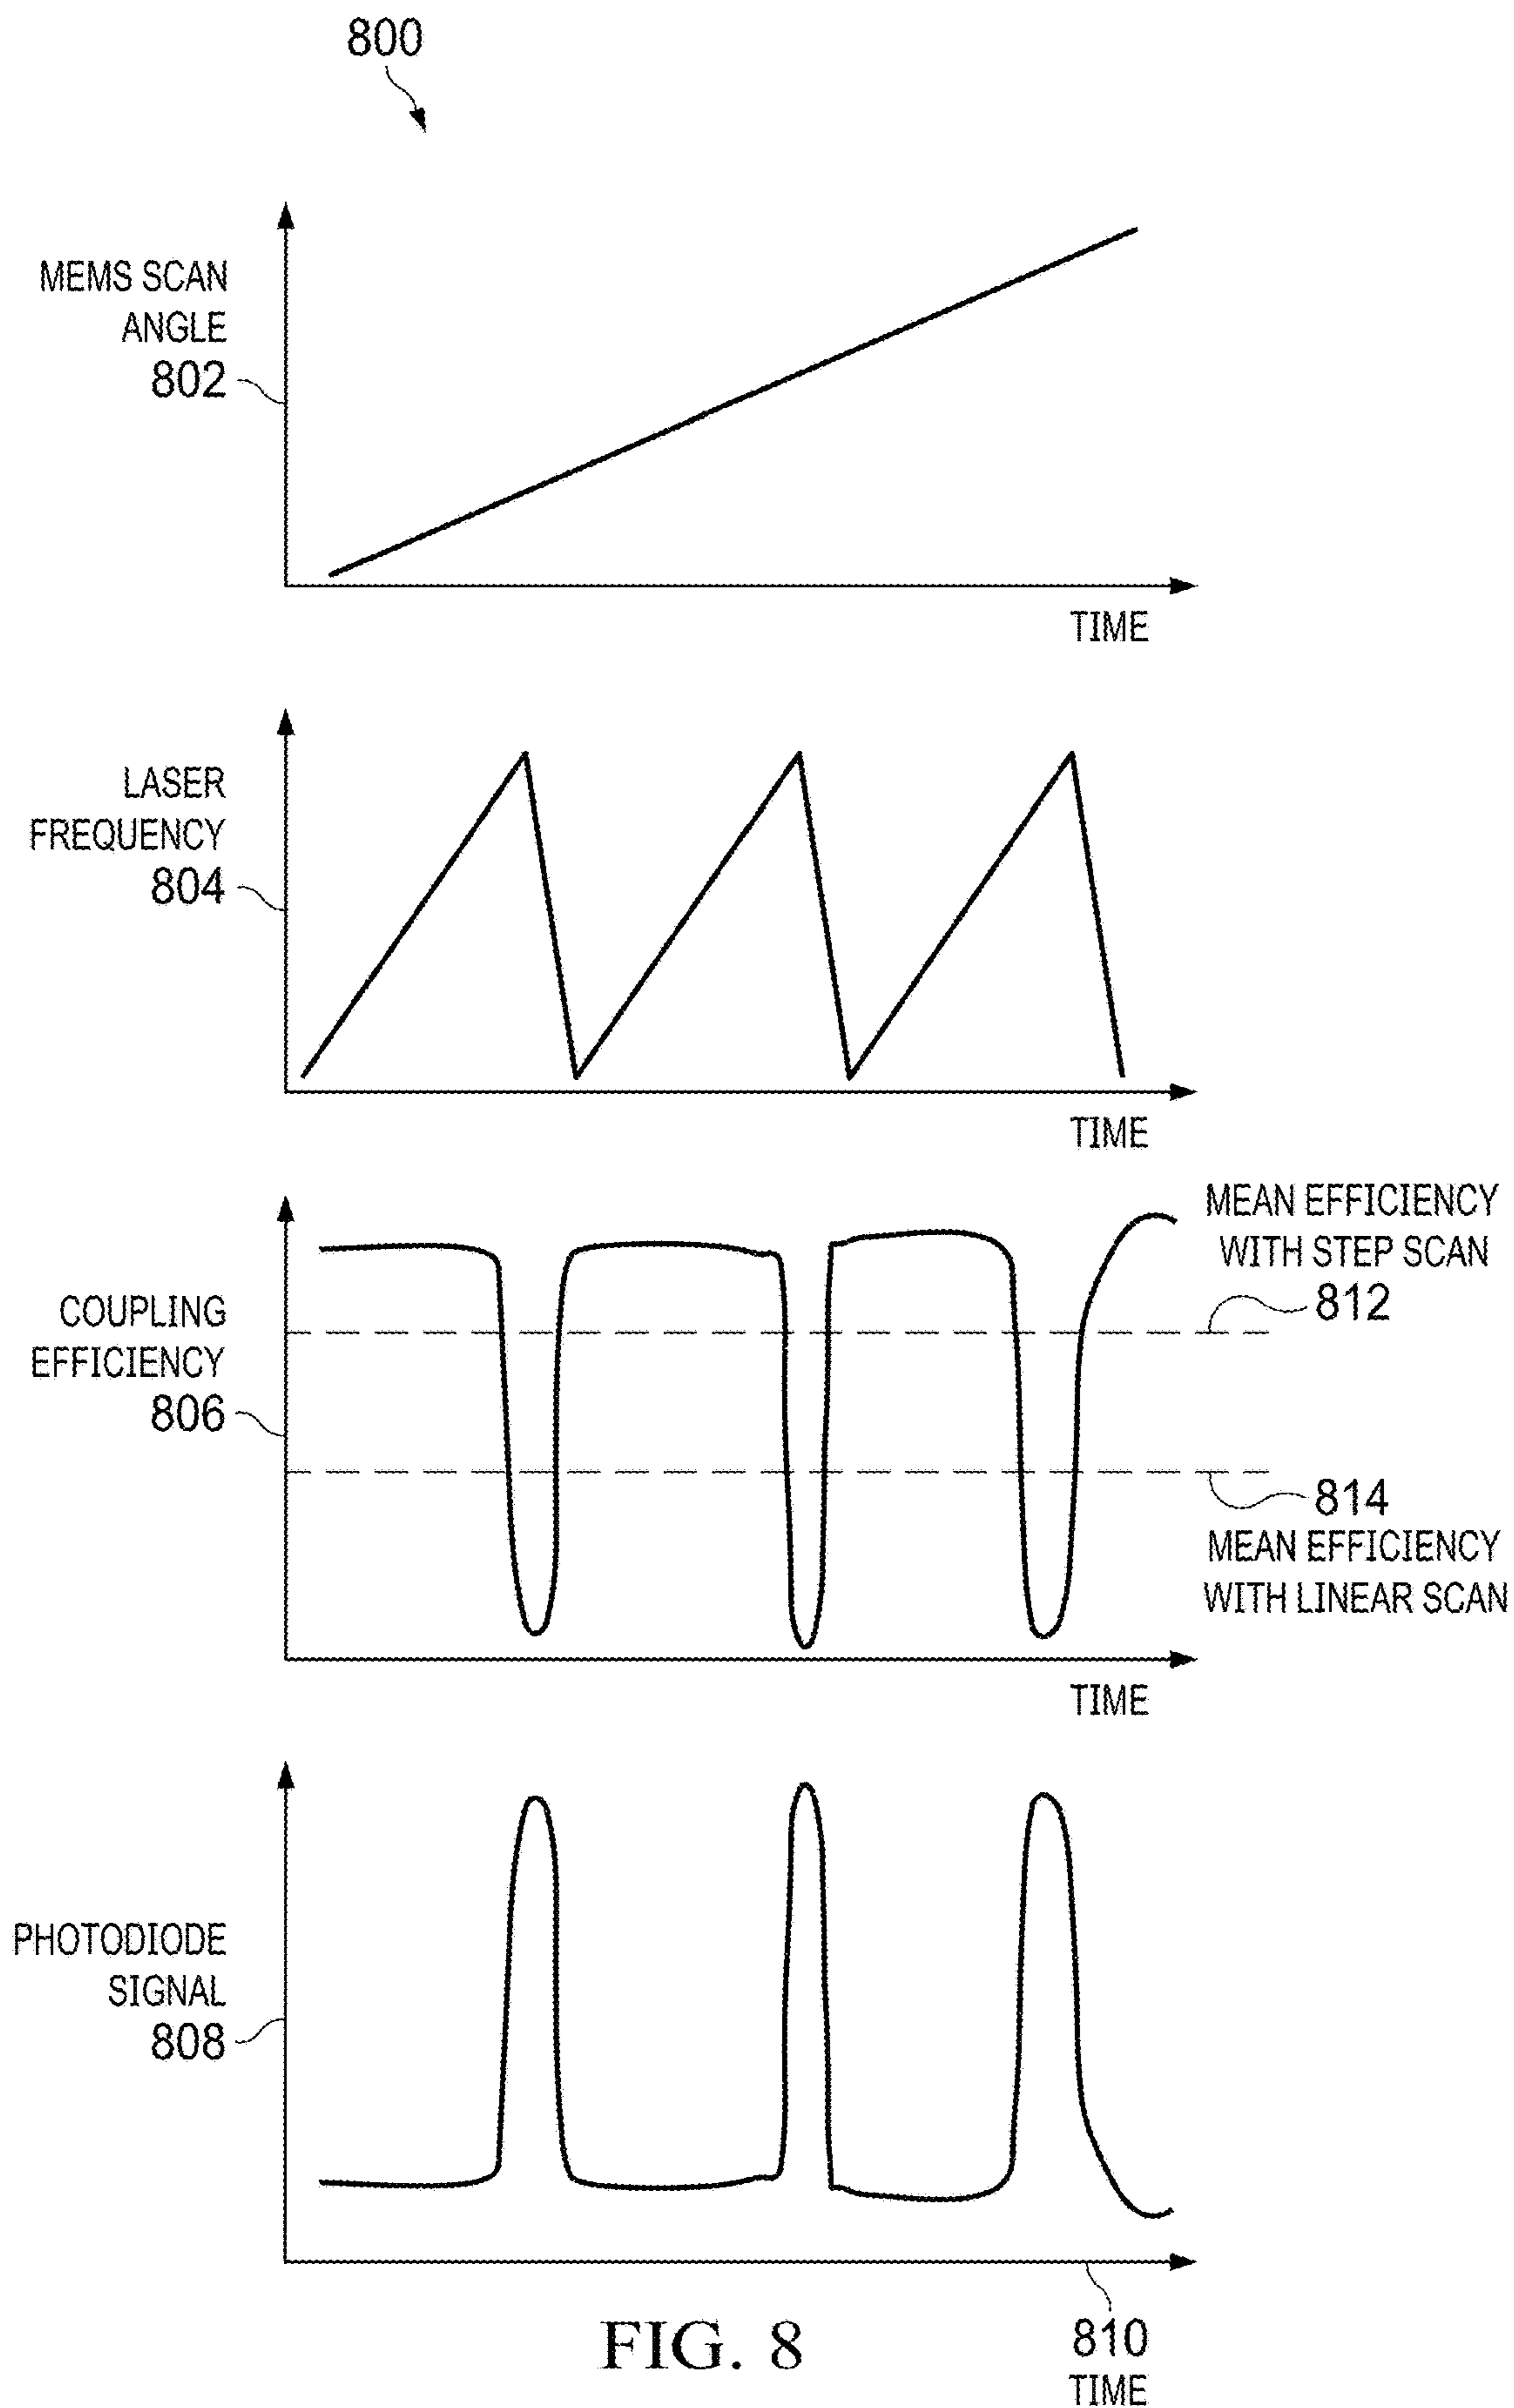 800
MEMS SCAN
ANGLE
802
TIME
LASER
FREQUENCY
804
TIME
MEAN EFFICIENCY
WITH STEP SCAN
812
COUPLING
EFFICIENCY
806
814
MEAN EFFICIENCY
WITH LINEAR SCAN
TIME
PHOTODIODE
SIGNAL
808
810
TIME
FIG. 8